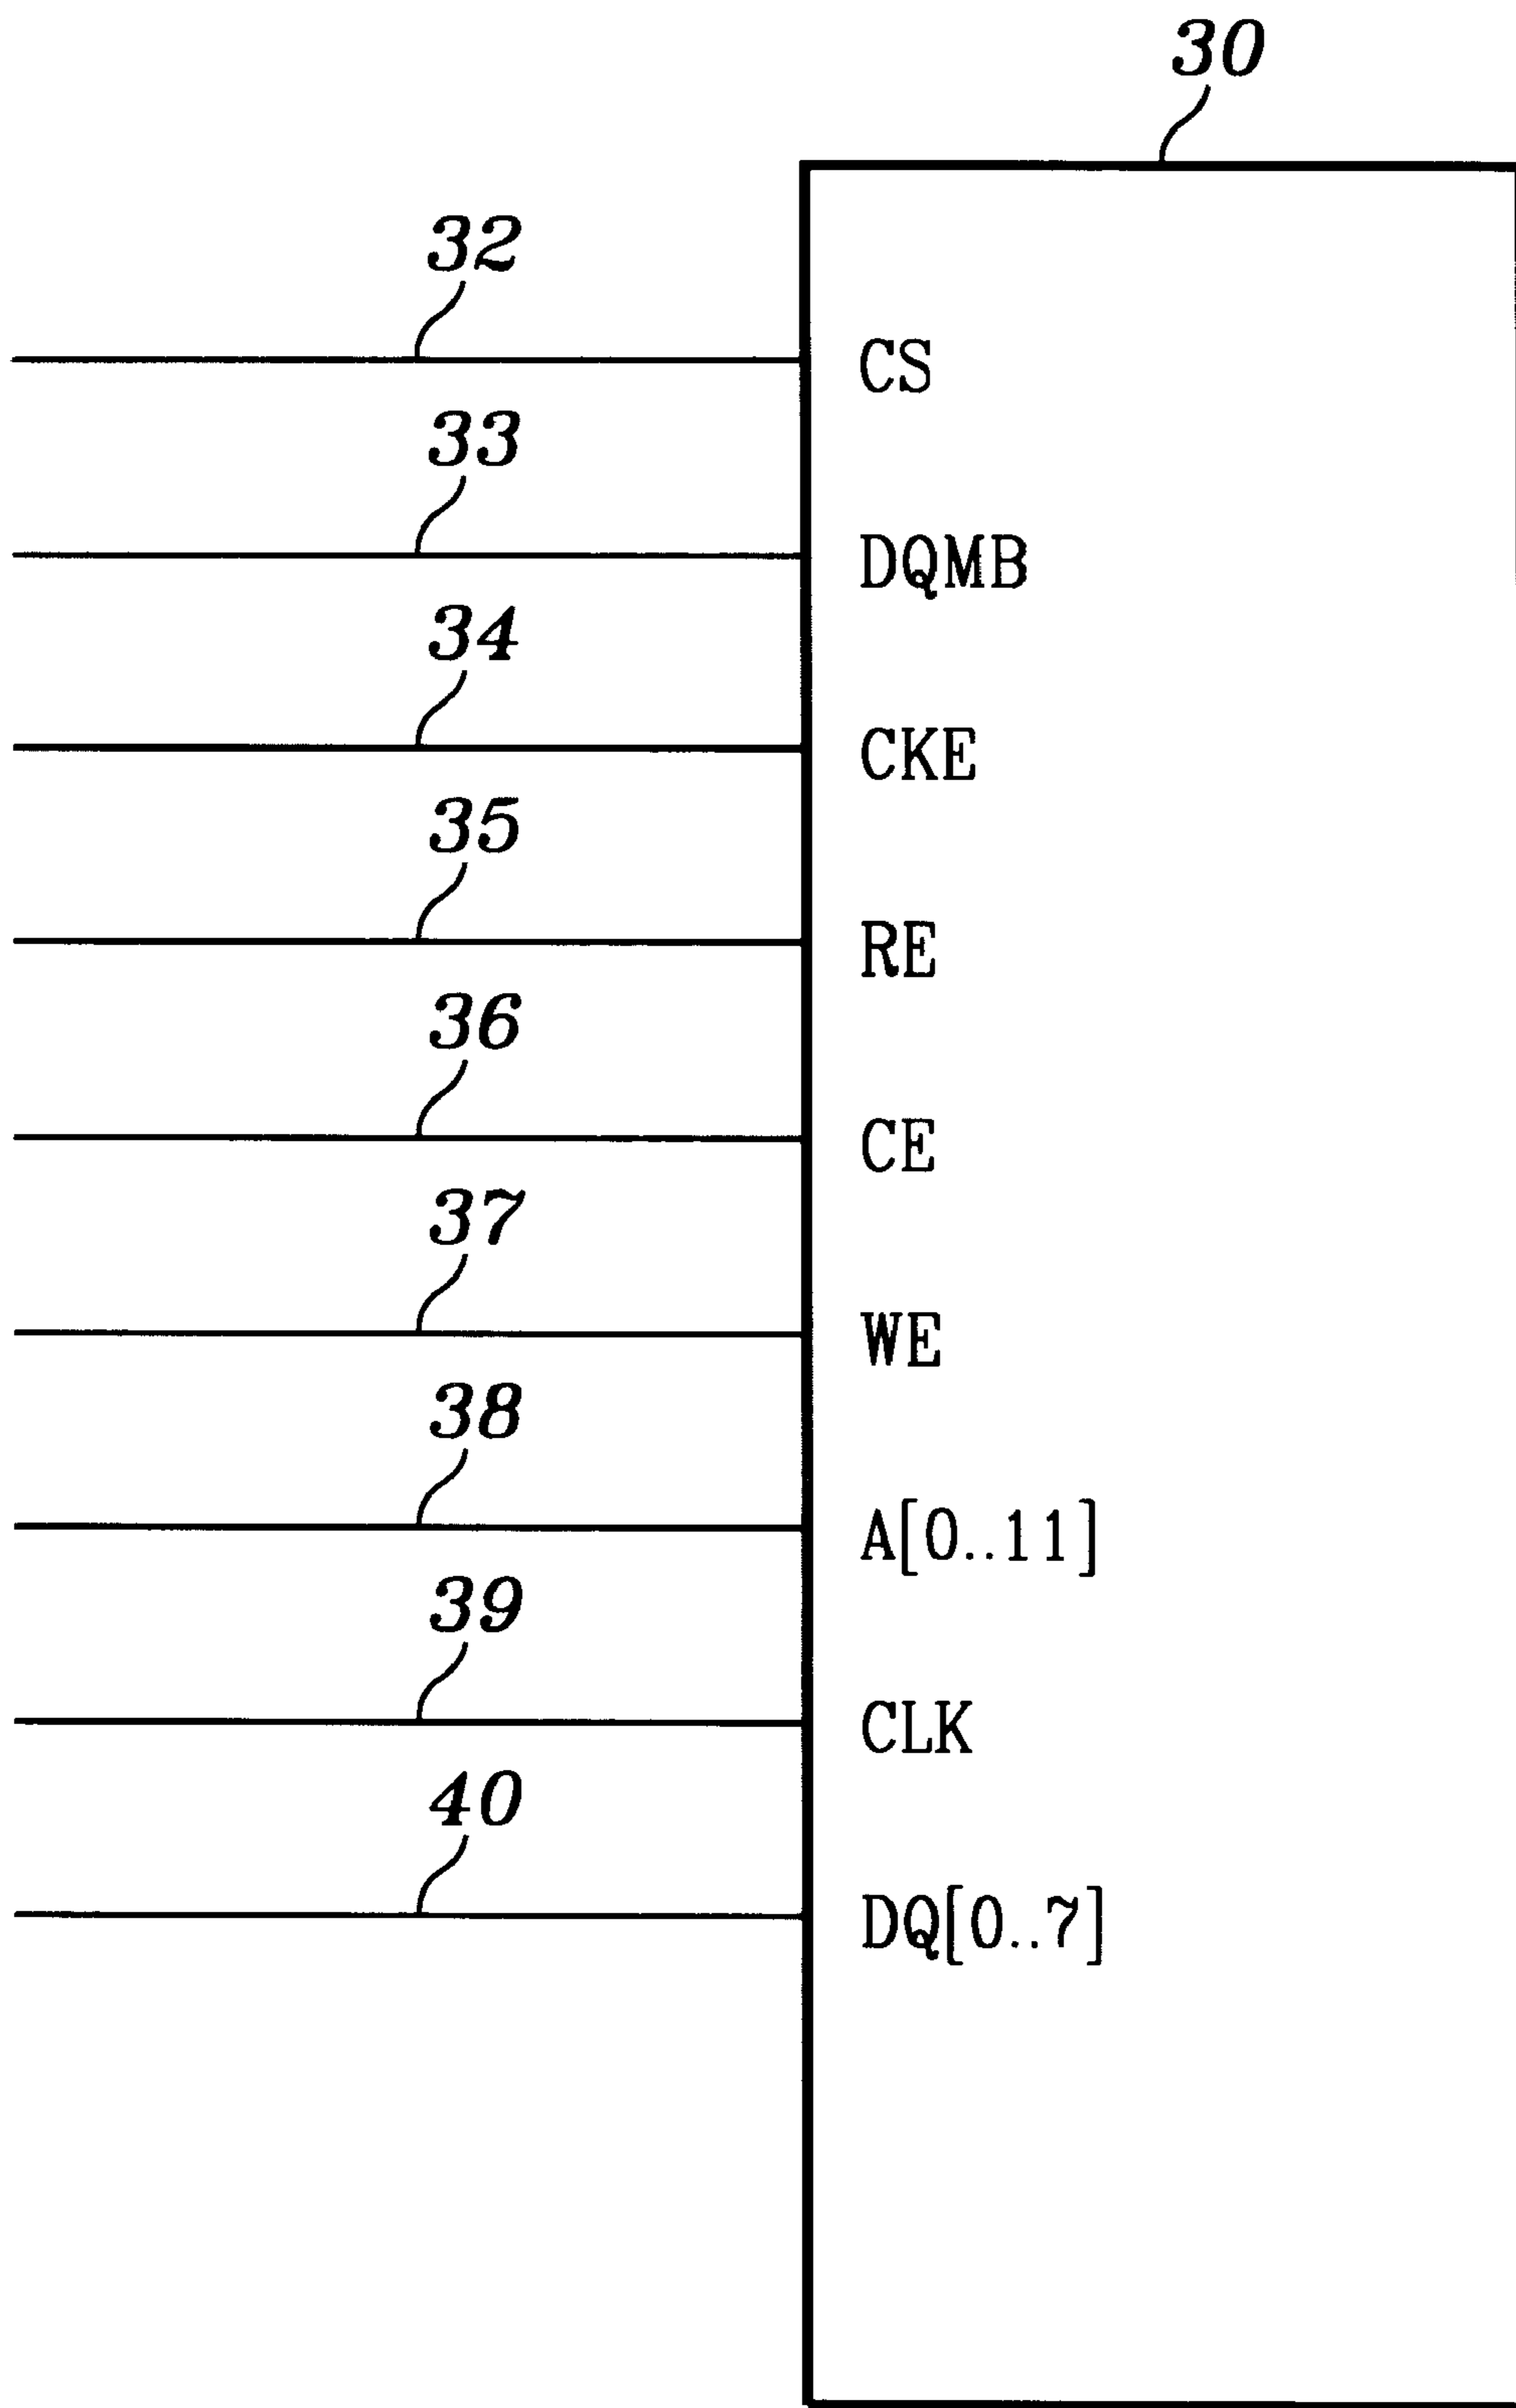 30
32
CS
33
DQMB
34
CKE
35
RE
36
CE
37
WE
38
A[0..11]
39
CLK
40
DQ[0..7]